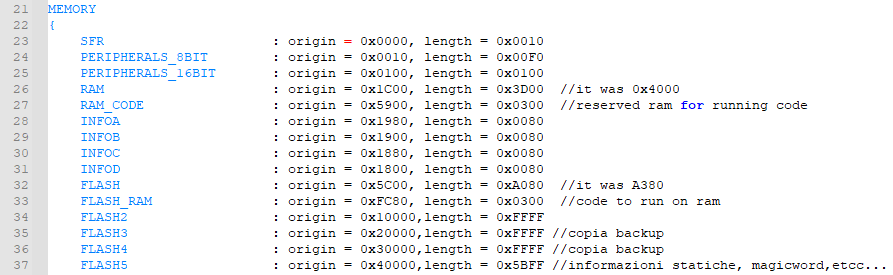 21 MEMORY
22 {
23 SFR : origin = 0x0000, length = 0x0010
24 PERIPHERALS_8BIT : origin = 0x0010, length = 0x00F0
25 PERIPHERALS_16BIT : origin = 0x0100, length = 0x0100
26 RAM : origin = 0x1C00, length = 0x3D00 //it was 0x4000
27 RAM_CODE : origin = 0x5900, length = 0x0300 //reserved ram for running code
28 INFOA : origin = 0x1980, length = 0x0080
29 INFOB : origin = 0x1900, length = 0x0080
30 INFOC : origin = 0x1880, length = 0x0080
31 INFOD : origin = 0x1800, length = 0x0080
32 FLASH : origin = 0x5C00, length = 0xA080 //it was A380
33 FLASH_RAM : origin = 0xFC80, length = 0x0300 //code to run on ram
34 FLASH2 : origin = 0x10000,length = 0xFFFF
35 FLASH3 : origin = 0x20000,length = 0xFFFF //copia backup
36 FLASH4 : origin = 0x30000,length = 0xFFFF //copia backup
37 FLASH5 : origin = 0x40000,length = 0x5BFF //informazioni statiche, magicword,etcc...